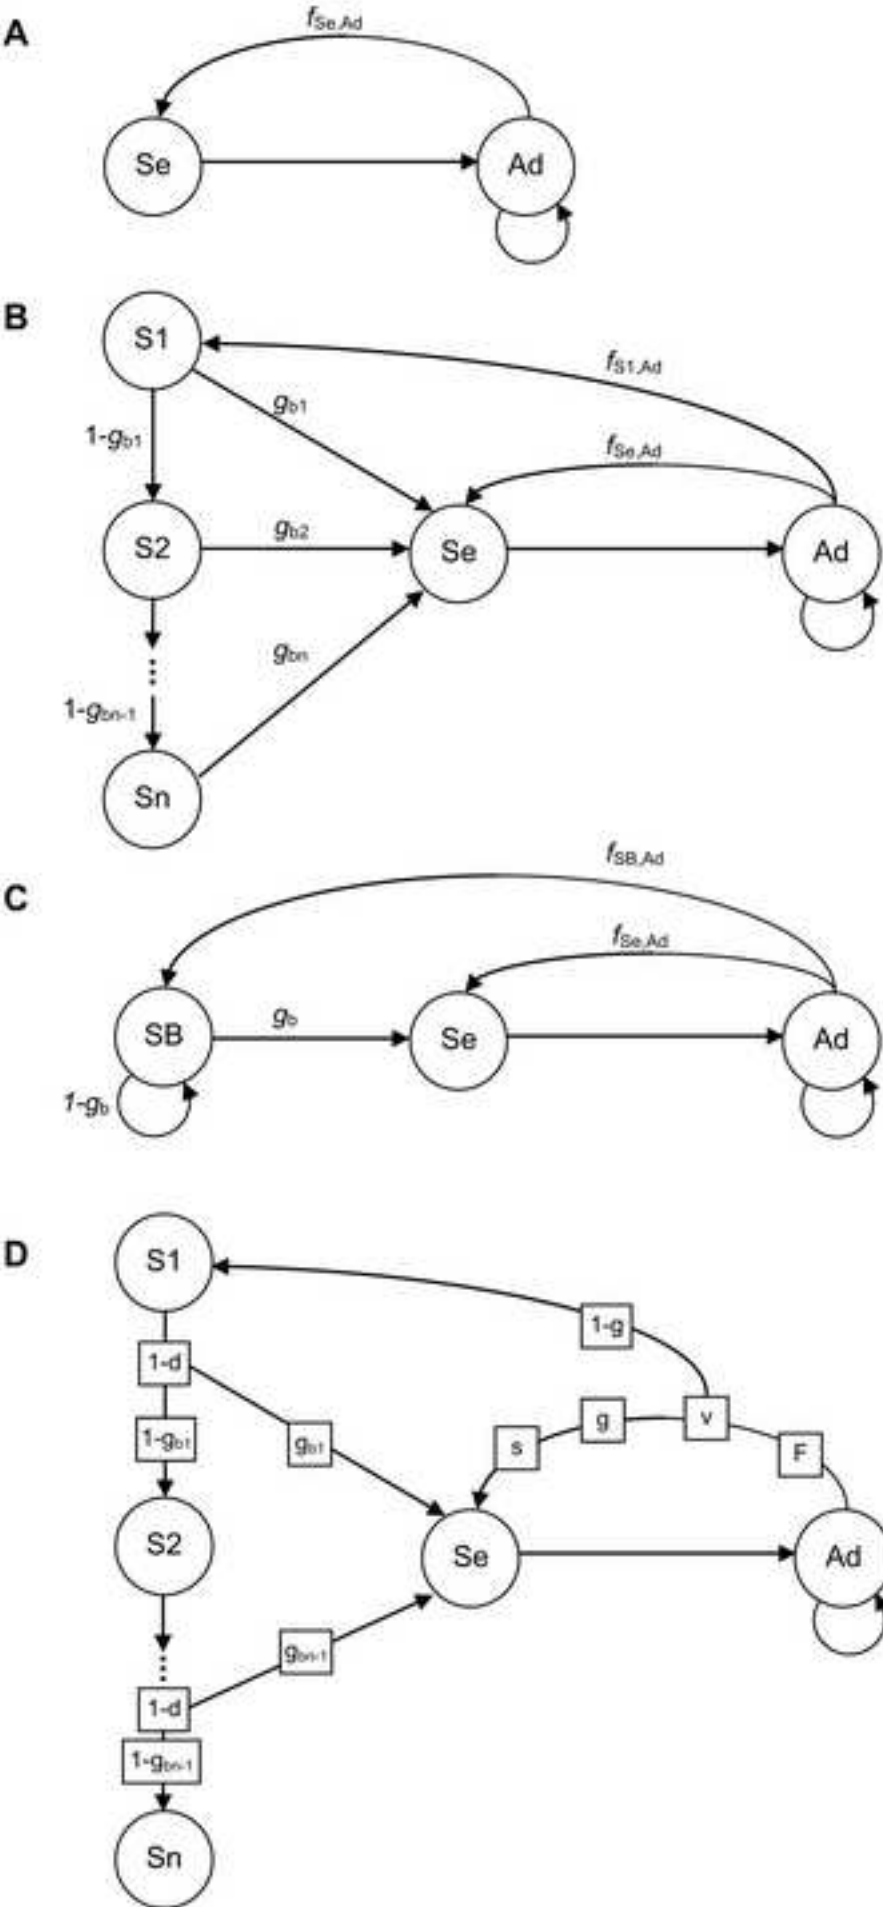 A
fSe,Ad
Se
Ad
B
S1
fS1,Ad
gb1
1-gb1
fSe,Ad
S2
gb2
Se
Ad
gbn
1-gbn-1
Sn
fSB,Ad
C
fSe,Ad
SB
gb
Se
Ad
1-gb
D
S1
1-g
1-d
v
g
F
s
1-gb1
gb1
S2
Se
Ad
gbn-1
1-d
1-gbn-1
Sn